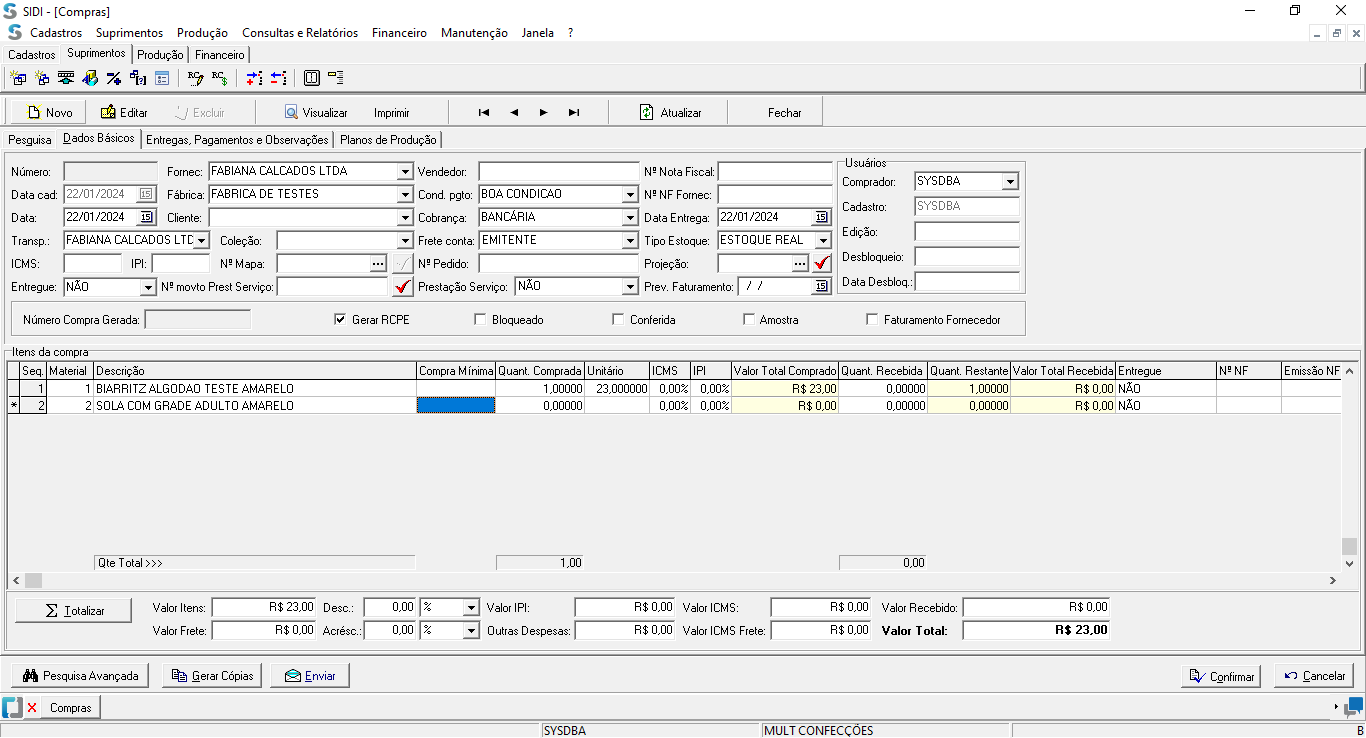 SIDI - [Compras]
Cadastros Suprimentos Produção Consultas e Relatórios Financeiro Manutenção Janela ?
Cadastros Suprimentos Produção Financeiro
Novo Editar Excluir Visualizar Imprimir Atualizar Fechar
Pesquisa Dados Básicos Entregas, Pagamentos e Observações Planos de Produção
Usuários
Número: Fornec: FABIANA CALCADOS LTDA Vendedor: Nº Nota Fiscal: Comprador: SYSDBA
Data cad: 22/01/2024 15 Fábrica: FABRICA DE TESTES Cond. pgto: BOA CONDICAO Nº NF Fornec: Cadastro: SYSDBA
Data: 22/01/2024 15 Cliente: Cobrança: BANCÁRIA Data Entrega: 22/01/2024 15 Edição:
Transp.: FABIANA CALCADOS LTC Coleção: Frete conta: EMITENTE Tipo Estoque: ESTOQUE REAL Desbloqueio:
ICMS: IPI: Nº Mapa: ... Nº Pedido: Projeção: ... Data Desbloq.:
Entregue: NÃO Nº movto Prest Serviço: Prestação Serviço: NÃO Prev. Faturamento: / / 15
Número Compra Gerada: Gerar RCPE Bloqueado Conferida Amostra Faturamento Fornecedor
Itens da compra
Seq. Material Descrição Compra Mínima Quant. Comprada Unitário ICMS IPI Valor Total Comprado Quant. Recebida Quant. Restante Valor Total Recebida Entregue Nº NF Emissão NF
1 1 BIARRITZ ALGODAO TESTE AMARELO 1,00000 23,000000 0,00% 0,00% R$ 23,00 0,00000 1,00000 R$ 0,00 NÃO
* 2 2 SOLA COM GRADE ADULTO AMARELO 0,00000 0,00% 0,00% R$ 0,00 0,00000 0,00000 R$ 0,00 NÃO
Qte Total >>> 1,00 0,00
Σ Totalizar Valor Itens: R$ 23,00 Desc.: 0,00 % Valor IPI: R$ 0,00 Valor ICMS: R$ 0,00 Valor Recebido: R$ 0,00
Valor Frete: R$ 0,00 Acrésc.: 0,00 % Outras Despesas: R$ 0,00 Valor ICMS Frete: R$ 0,00 Valor Total: R$ 23,00
Pesquisa Avançada Gerar Cópias Enviar Confirmar Cancelar
Compras
SYSDBA MULT CONFECÇÕES B